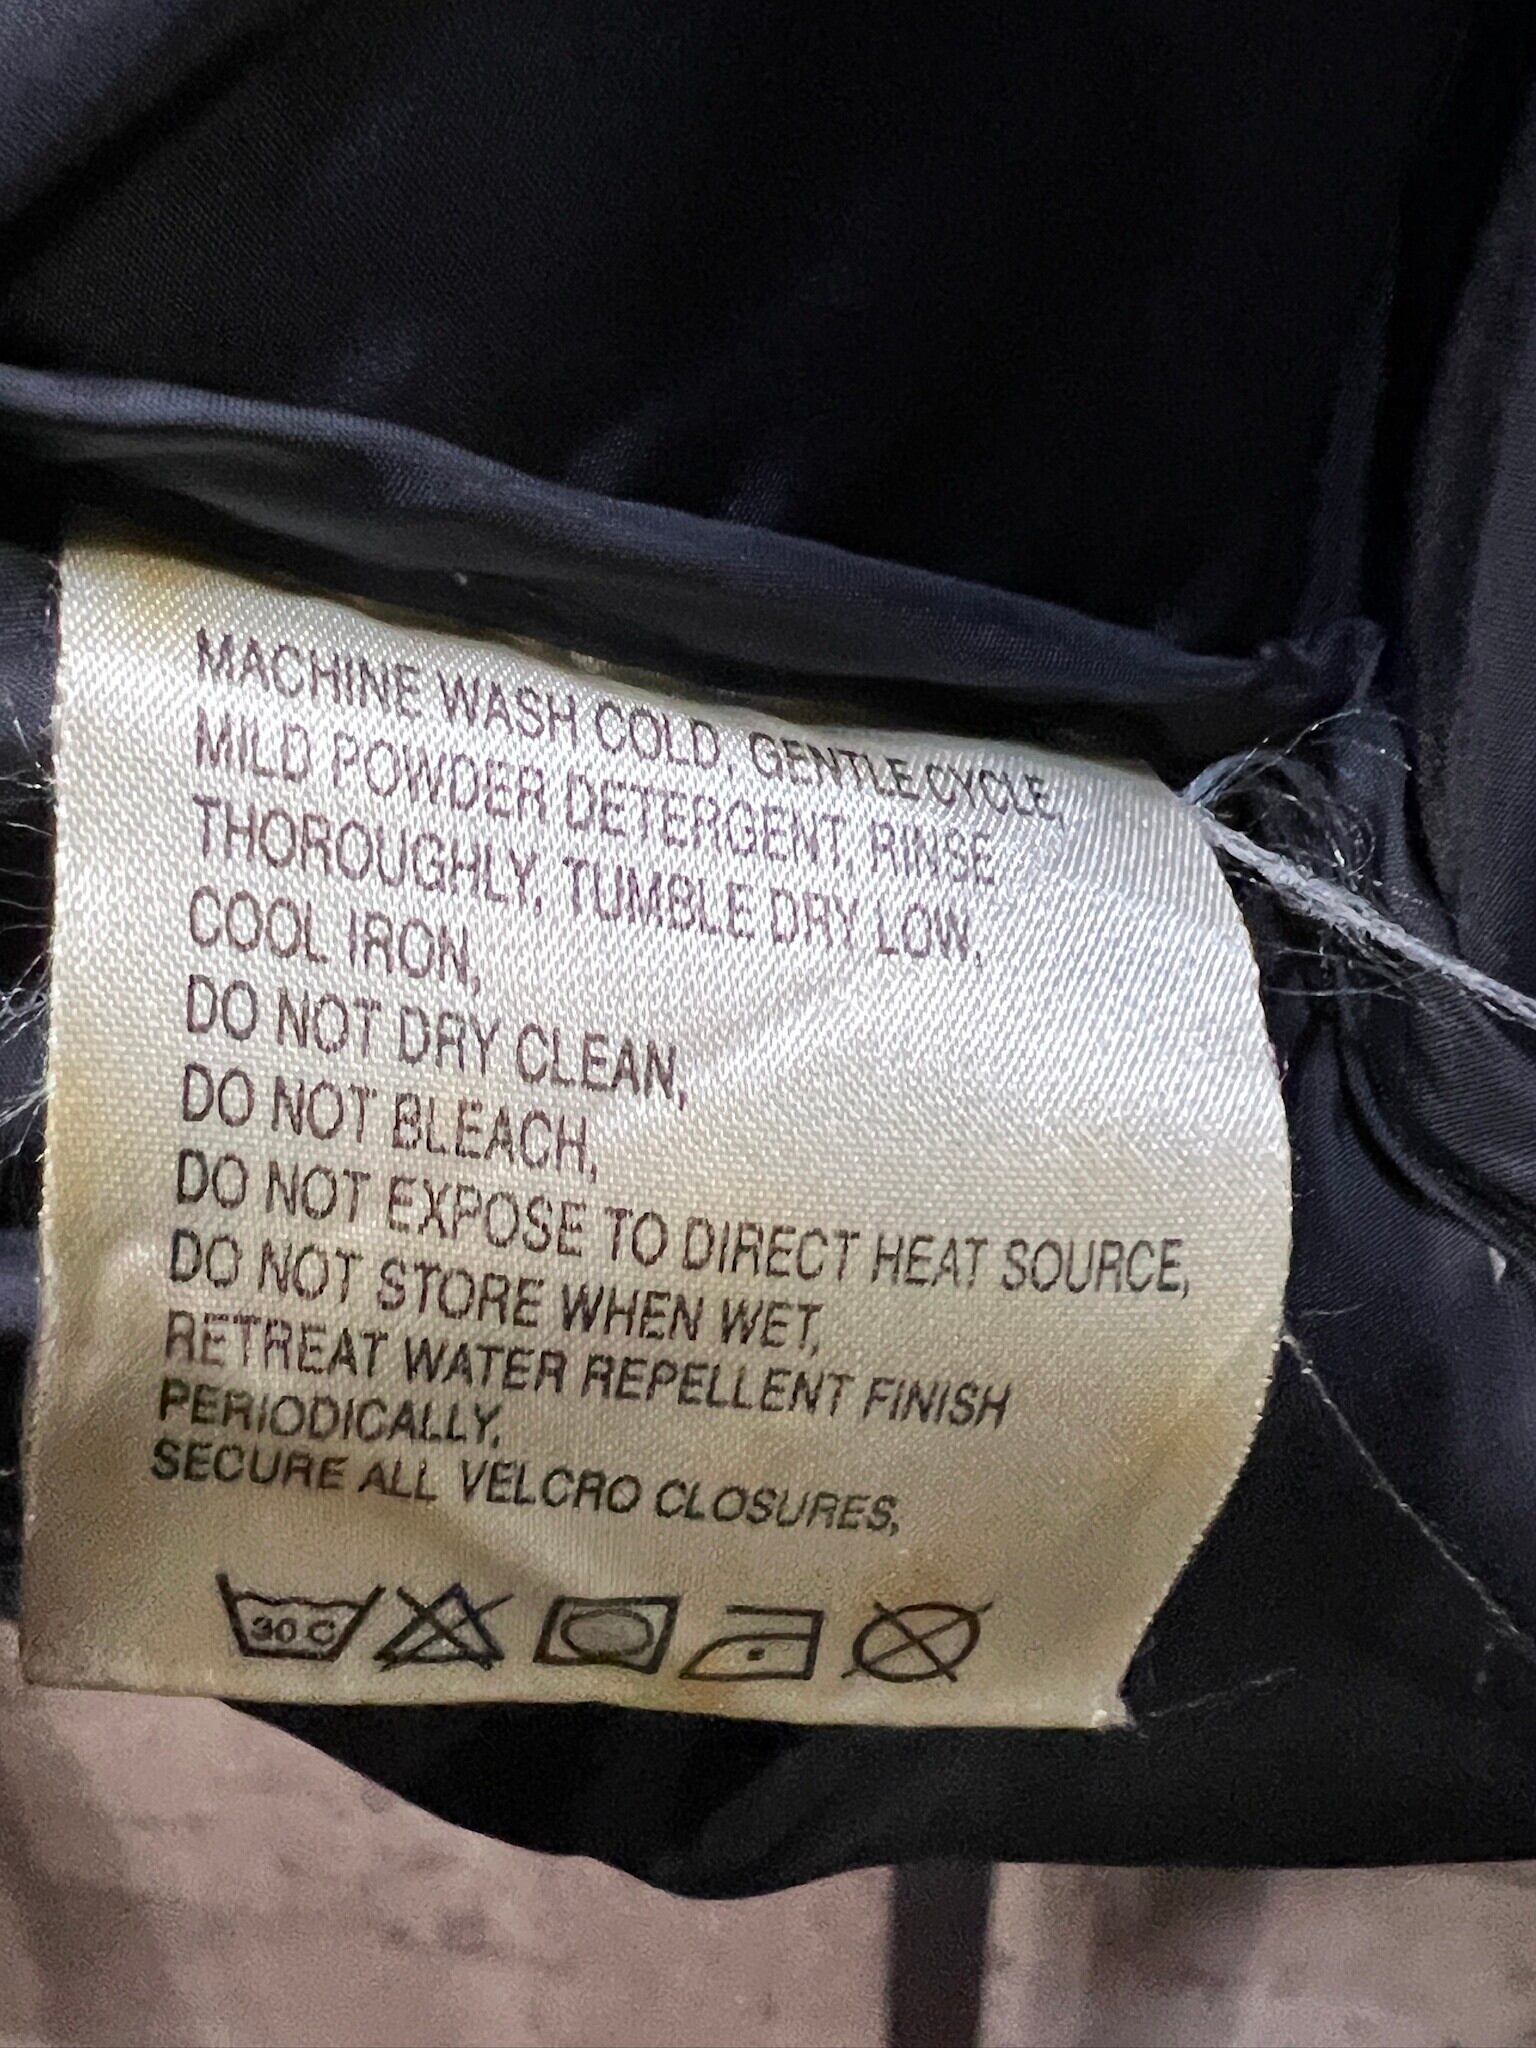 MACHINE WASH COLD, GENTLE CYCLE,
MILD POWDER DETERGENT, RINSE
THOROUGHLY, TUMBLE DRY LOW,
COOL IRON,
DO NOT DRY CLEAN,
DO NOT BLEACH,
DO NOT EXPOSE TO DIRECT HEAT SOURCE,
DO NOT STORE WHEN WET,
RETREAT WATER REPELLENT FINISH
PERIODICALLY,
SECURE ALL VELCRO CLOSURES,
30 C